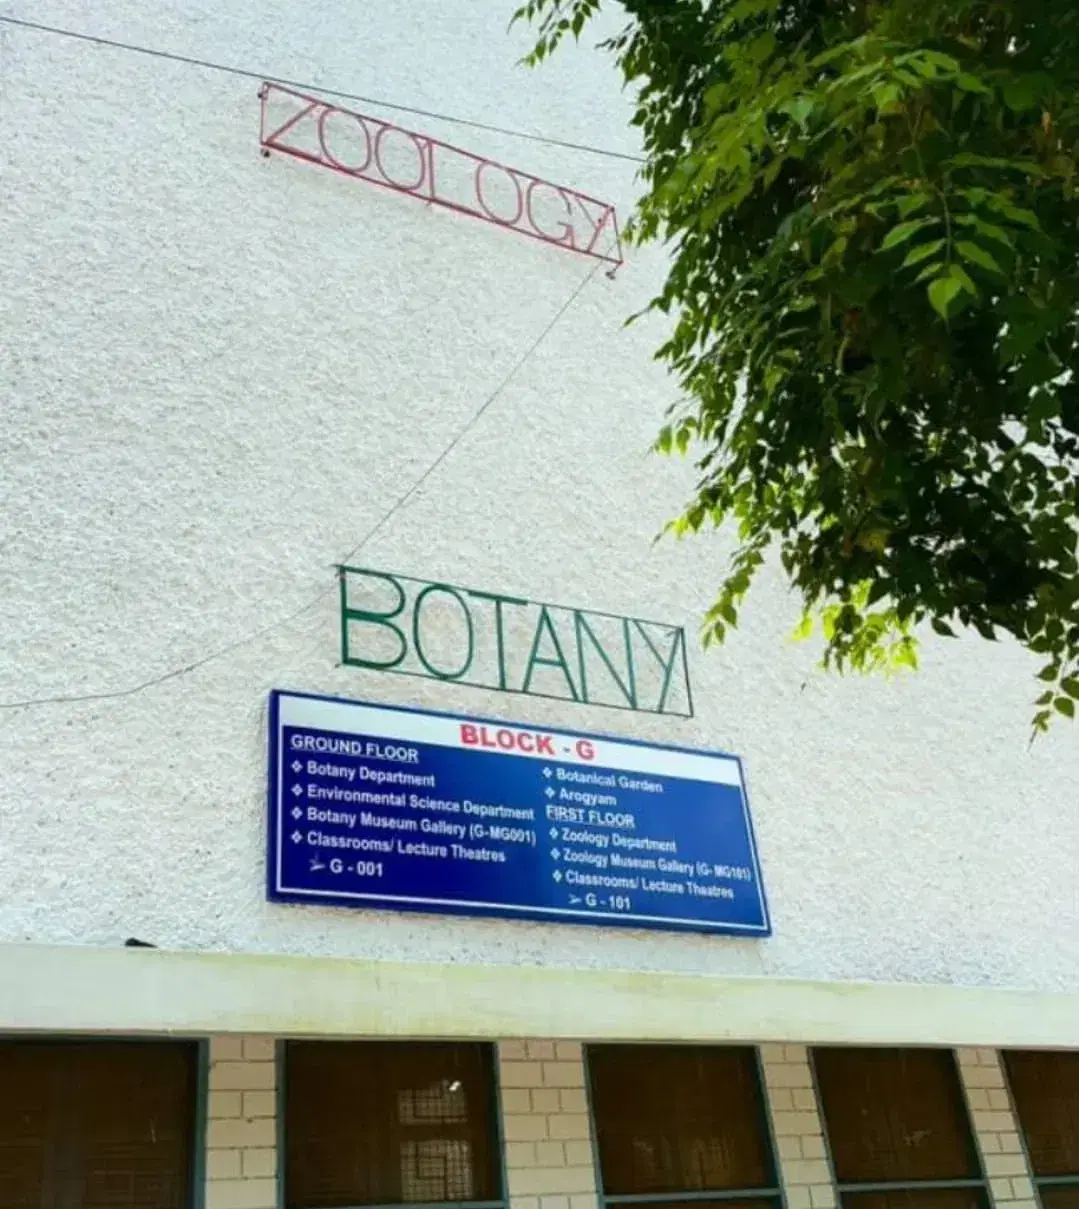 ZOOLOGY
BOTANY
BLOCK - G
GROUND FLOOR
❖ Botany Department
❖ Environmental Science Department
❖ Botany Museum Gallery (G-MG001)
❖ Classrooms/ Lecture Theatres
➢ G - 001
❖ Botanical Garden
❖ Arogyam
FIRST FLOOR
❖ Zoology Department
❖ Zoology Museum Gallery (G- MG101)
❖ Classrooms/ Lecture Theatres
➢ G - 101